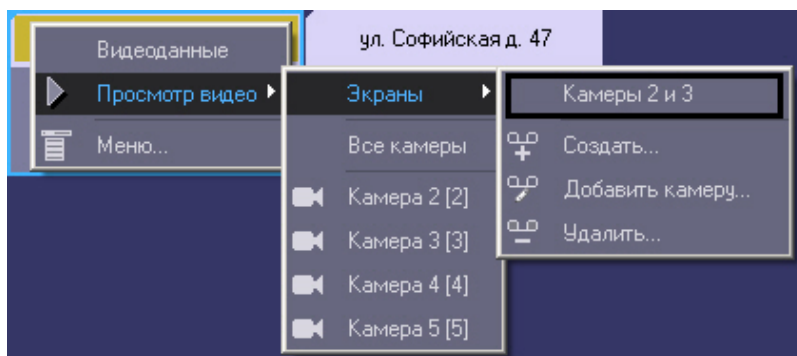 ул. Софийская д. 47
Видеоданные
Просмотр видео
Меню...
Экраны
Все камеры
Камера 2 [2]
Камера 3 [3]
Камера 4 [4]
Камера 5 [5]
Камеры 2 и 3
Создать...
Добавить камеру...
Удалить...